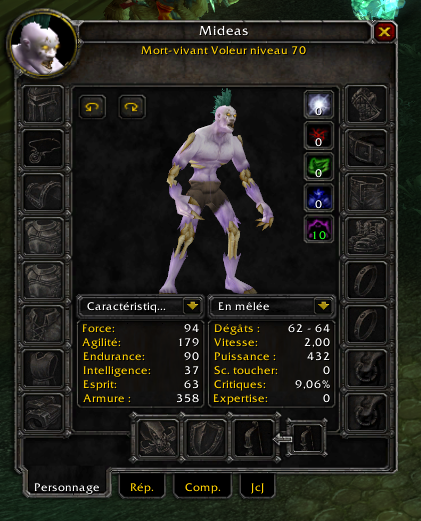 Mideas
Mort-vivant Voleur niveau 70
0
0
0
0
10
Caractéristiq...
En mêlée
Force: 94
Agilité: 179
Endurance: 90
Intelligence: 37
Esprit: 63
Armure : 358
Dégâts : 62 - 64
Vitesse: 2,00
Puissance : 432
Sc. toucher: 0
Critiques: 9,06%
Expertise: 0
Personnage
Rép.
Comp.
JcJ